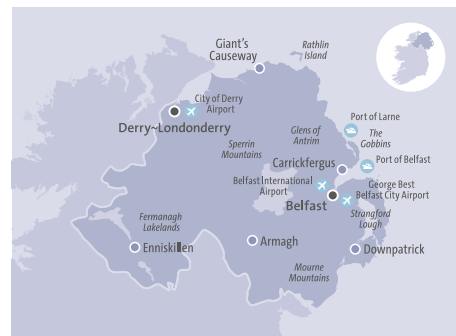 Giant's
Causeway
Rathlin
Island
City of Derry
Airport
Derry~Londonderry
Port of Larne
Glens of
Antrim
The
Gobbins
Sperrin
Mountains
Carrickfergus
Port of Belfast
Belfast International
Airport
George Best
Belfast City Airport
Belfast
Fermanagh
Lakelands
Strangford
Lough
Enniskillen
Armagh
Downpatrick
Mourne
Mountains